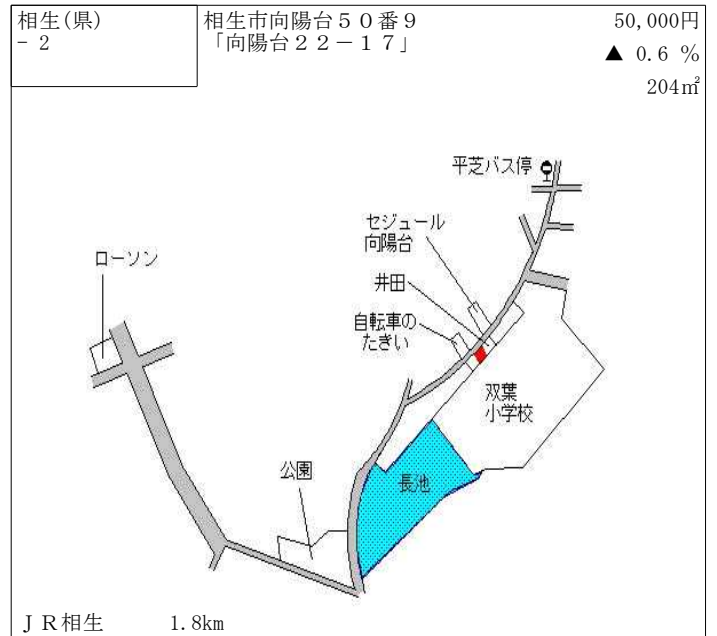 相生(県)
- 2
相生市向陽台５０番９
「向陽台２２－１７」
50,000円
▲ 0.6 %
204㎡
平芝バス停
セジュール
向陽台
井田
自転車の
たきい
ローソン
双葉
小学校
長池
公園
ＪＲ相生 1.8km